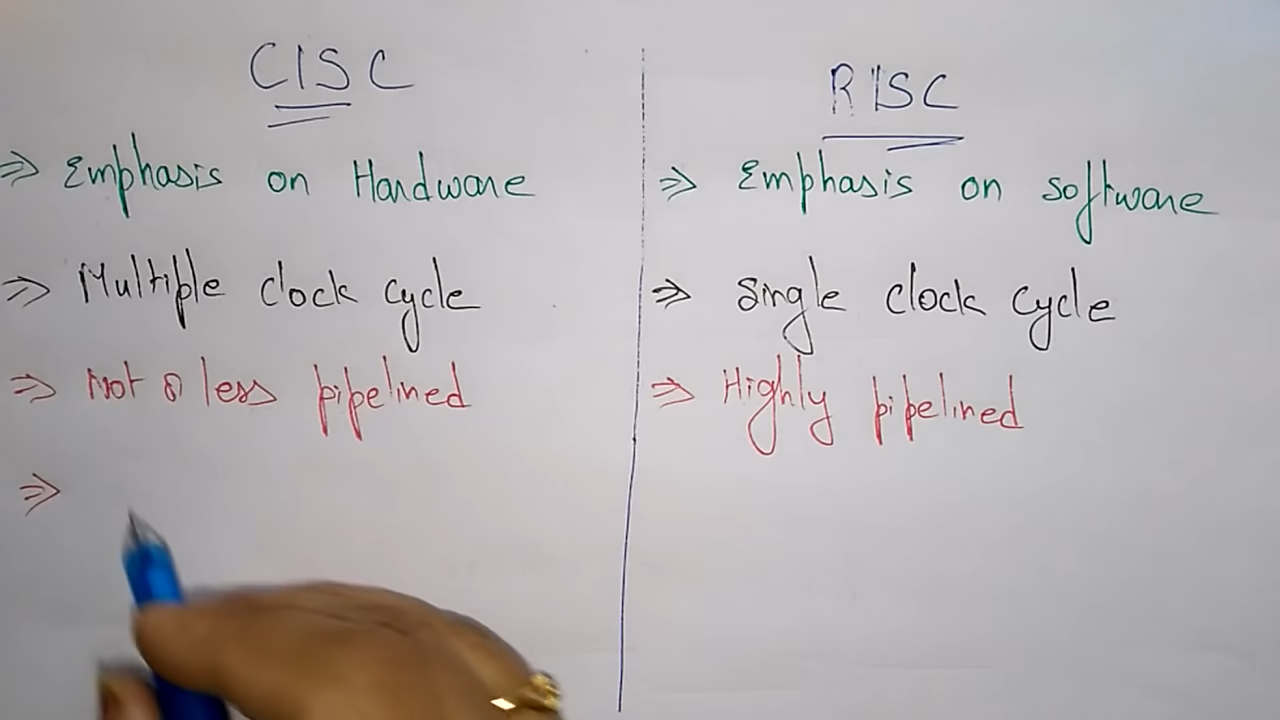 CISC
⇒ Emphasis on Hardware
⇒ Multiple clock cycle
⇒ Not or less pipelined
⇒
RISC
⇒ Emphasis on software
⇒ single clock cycle
⇒ Highly pipelined